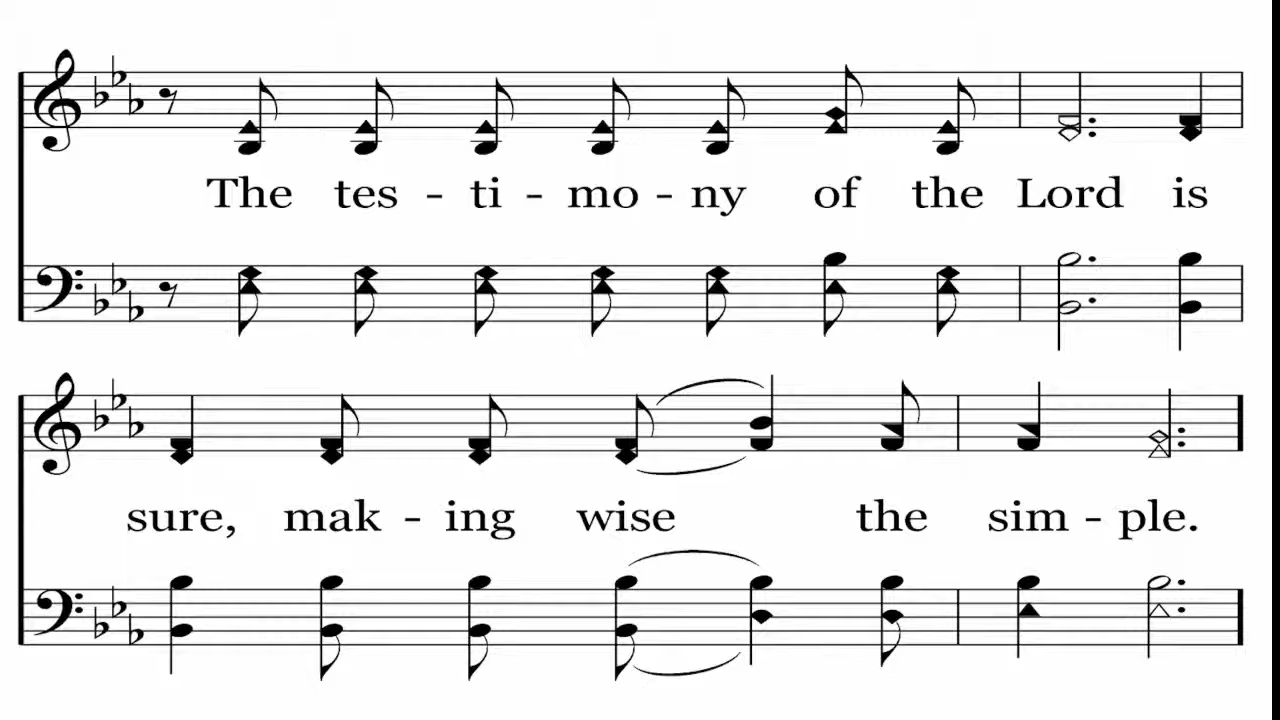 The tes - ti - mo - ny of the Lord is
sure, mak - ing wise the sim - ple.